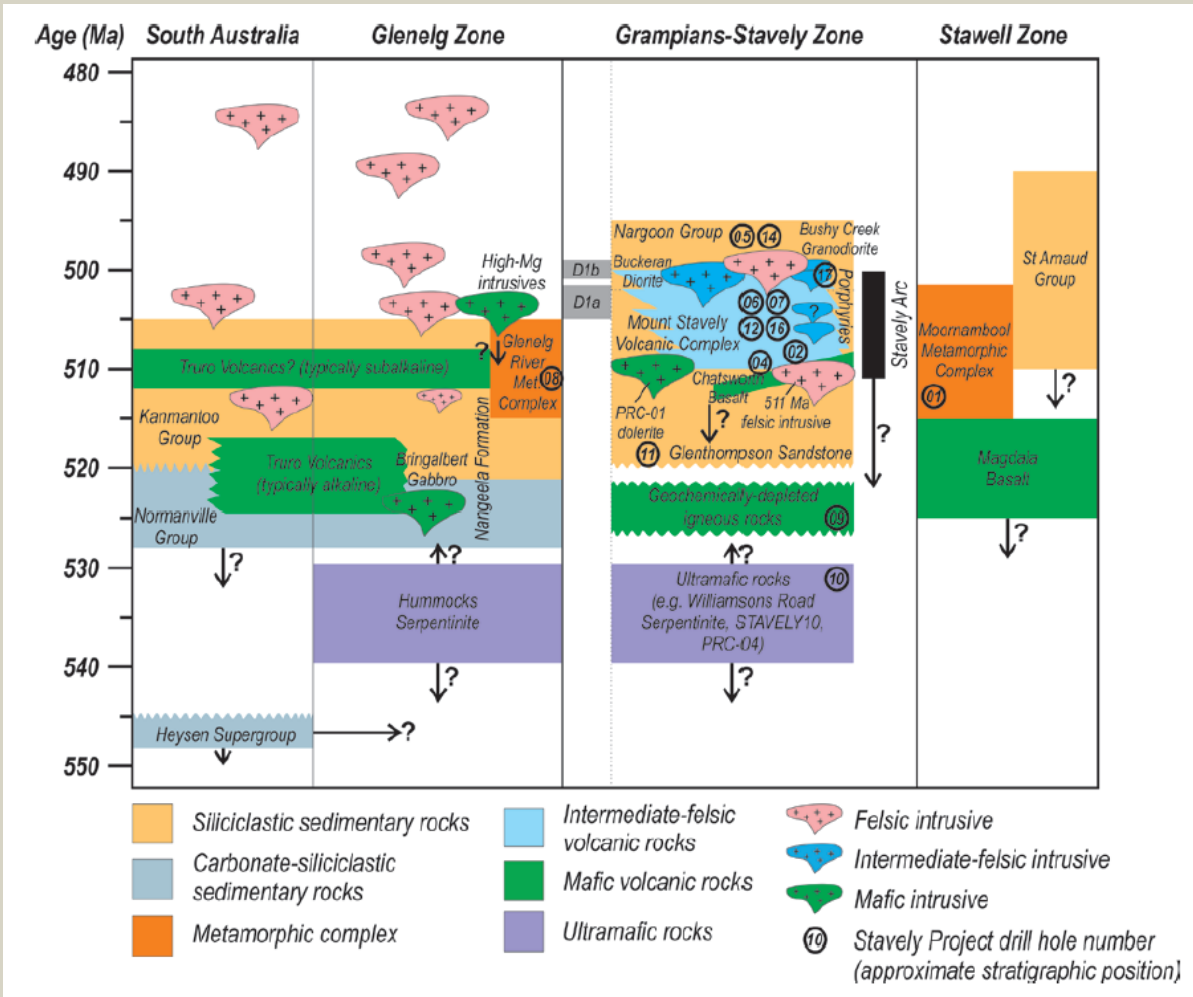 Age (Ma)
South Australia
Glenelg Zone
Grampians-Stavely Zone
Stawell Zone
480
490
500
510
520
530
540
550
High-Mg
intrusives
Truro Volcanics? (typically subalkaline)
?
Glenelg
River
Met.
Complex
08
Kanmantoo
Group
Truro Volcanics
(typically alkaline)
Bringalbert
Gabbro
Nangeela Formation
Normanville
Group
?
?
Hummocks
Serpentinite
?
Heysen Supergroup
?
D1b
D1a
Nargoon Group
05
14
Bushy Creek
Granodiorite
Buckeran
Diorite
17
Porphyries
06
07
?
Mount Stavely
Volcanic Complex
12
16
02
04
Chatsworth
Basalt
PRC-01
dolerite
?
511 Ma
felsic intrusive
11
Glenthompson Sandstone
Stavely Arc
?
Geochemically-depleted
igneous rocks
09
?
Ultramafic rocks
10
(e.g. Williamsons Road
Serpentinite, STAVELY10,
PRC-04)
?
Moornambool
Metamorphic
Complex
01
St Arnaud
Group
?
Magdala
Basalt
?
Siliciclastic sedimentary rocks
Carbonate-siliciclastic
sedimentary rocks
Metamorphic complex
Intermediate-felsic
volcanic rocks
Mafic volcanic rocks
Ultramafic rocks
Felsic intrusive
Intermediate-felsic intrusive
Mafic intrusive
10
Stavely Project drill hole number
(approximate stratigraphic position)